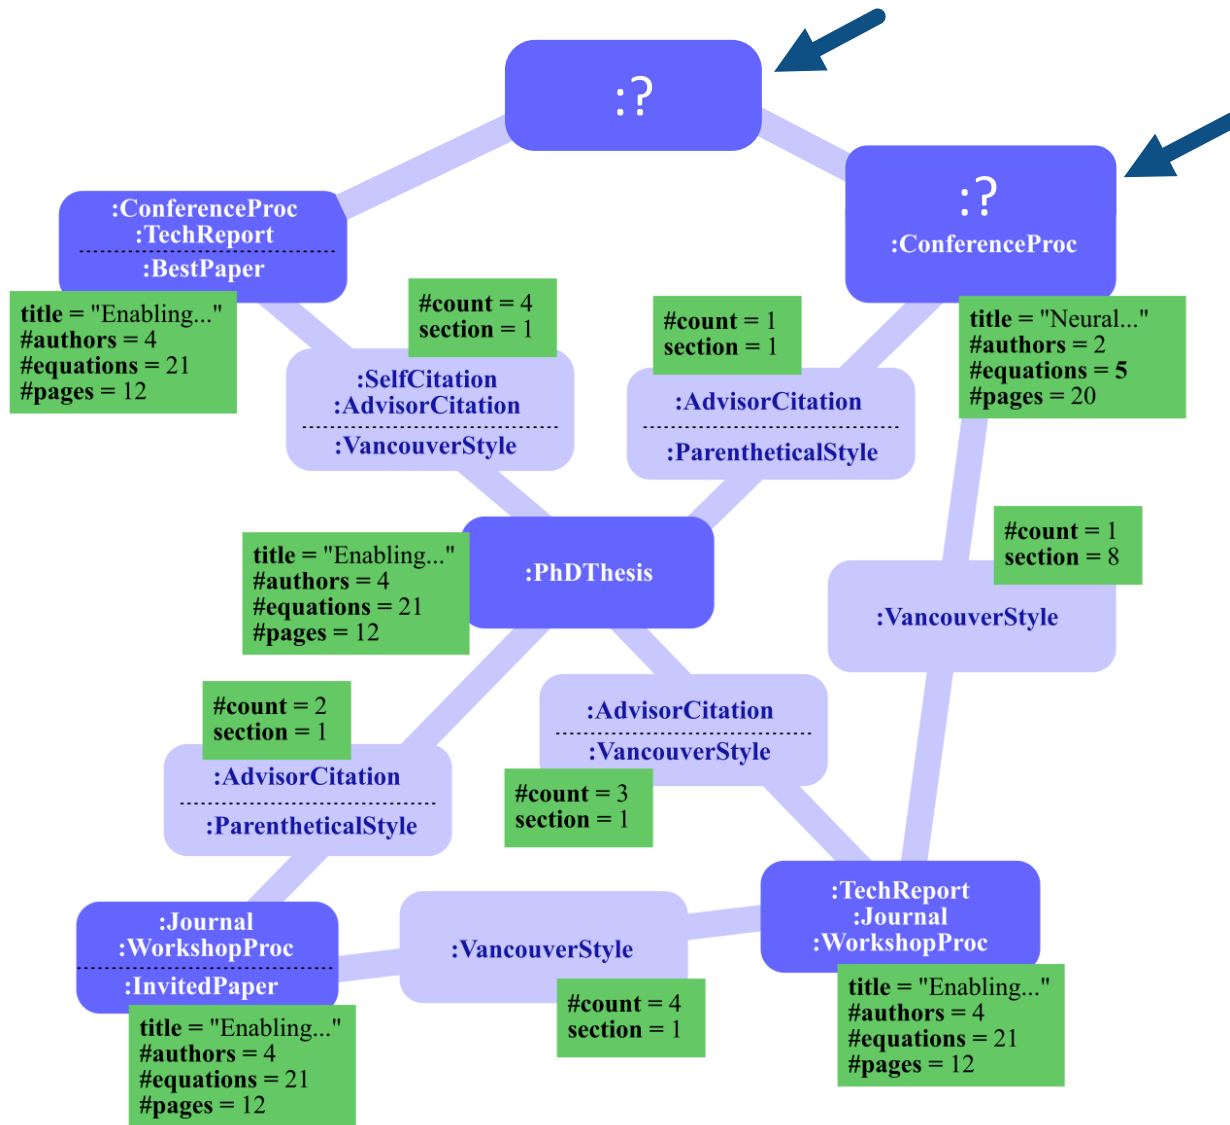 :?
:?
:ConferenceProc
:ConferenceProc
:TechReport
:BestPaper
title = "Enabling..."
#authors = 4
#equations = 21
#pages = 12
#count = 4
section = 1
#count = 1
section = 1
title = "Neural..."
#authors = 2
#equations = 5
#pages = 20
:SelfCitation
:AdvisorCitation
:VancouverStyle
:AdvisorCitation
:ParentheticalStyle
#count = 1
section = 8
title = "Enabling..."
#authors = 4
#equations = 21
#pages = 12
:PhDThesis
:VancouverStyle
#count = 2
section = 1
:AdvisorCitation
:ParentheticalStyle
:AdvisorCitation
:VancouverStyle
#count = 3
section = 1
:Journal
:WorkshopProc
:InvitedPaper
title = "Enabling..."
#authors = 4
#equations = 21
#pages = 12
:VancouverStyle
#count = 4
section = 1
:TechReport
:Journal
:WorkshopProc
title = "Enabling..."
#authors = 4
#equations = 21
#pages = 12